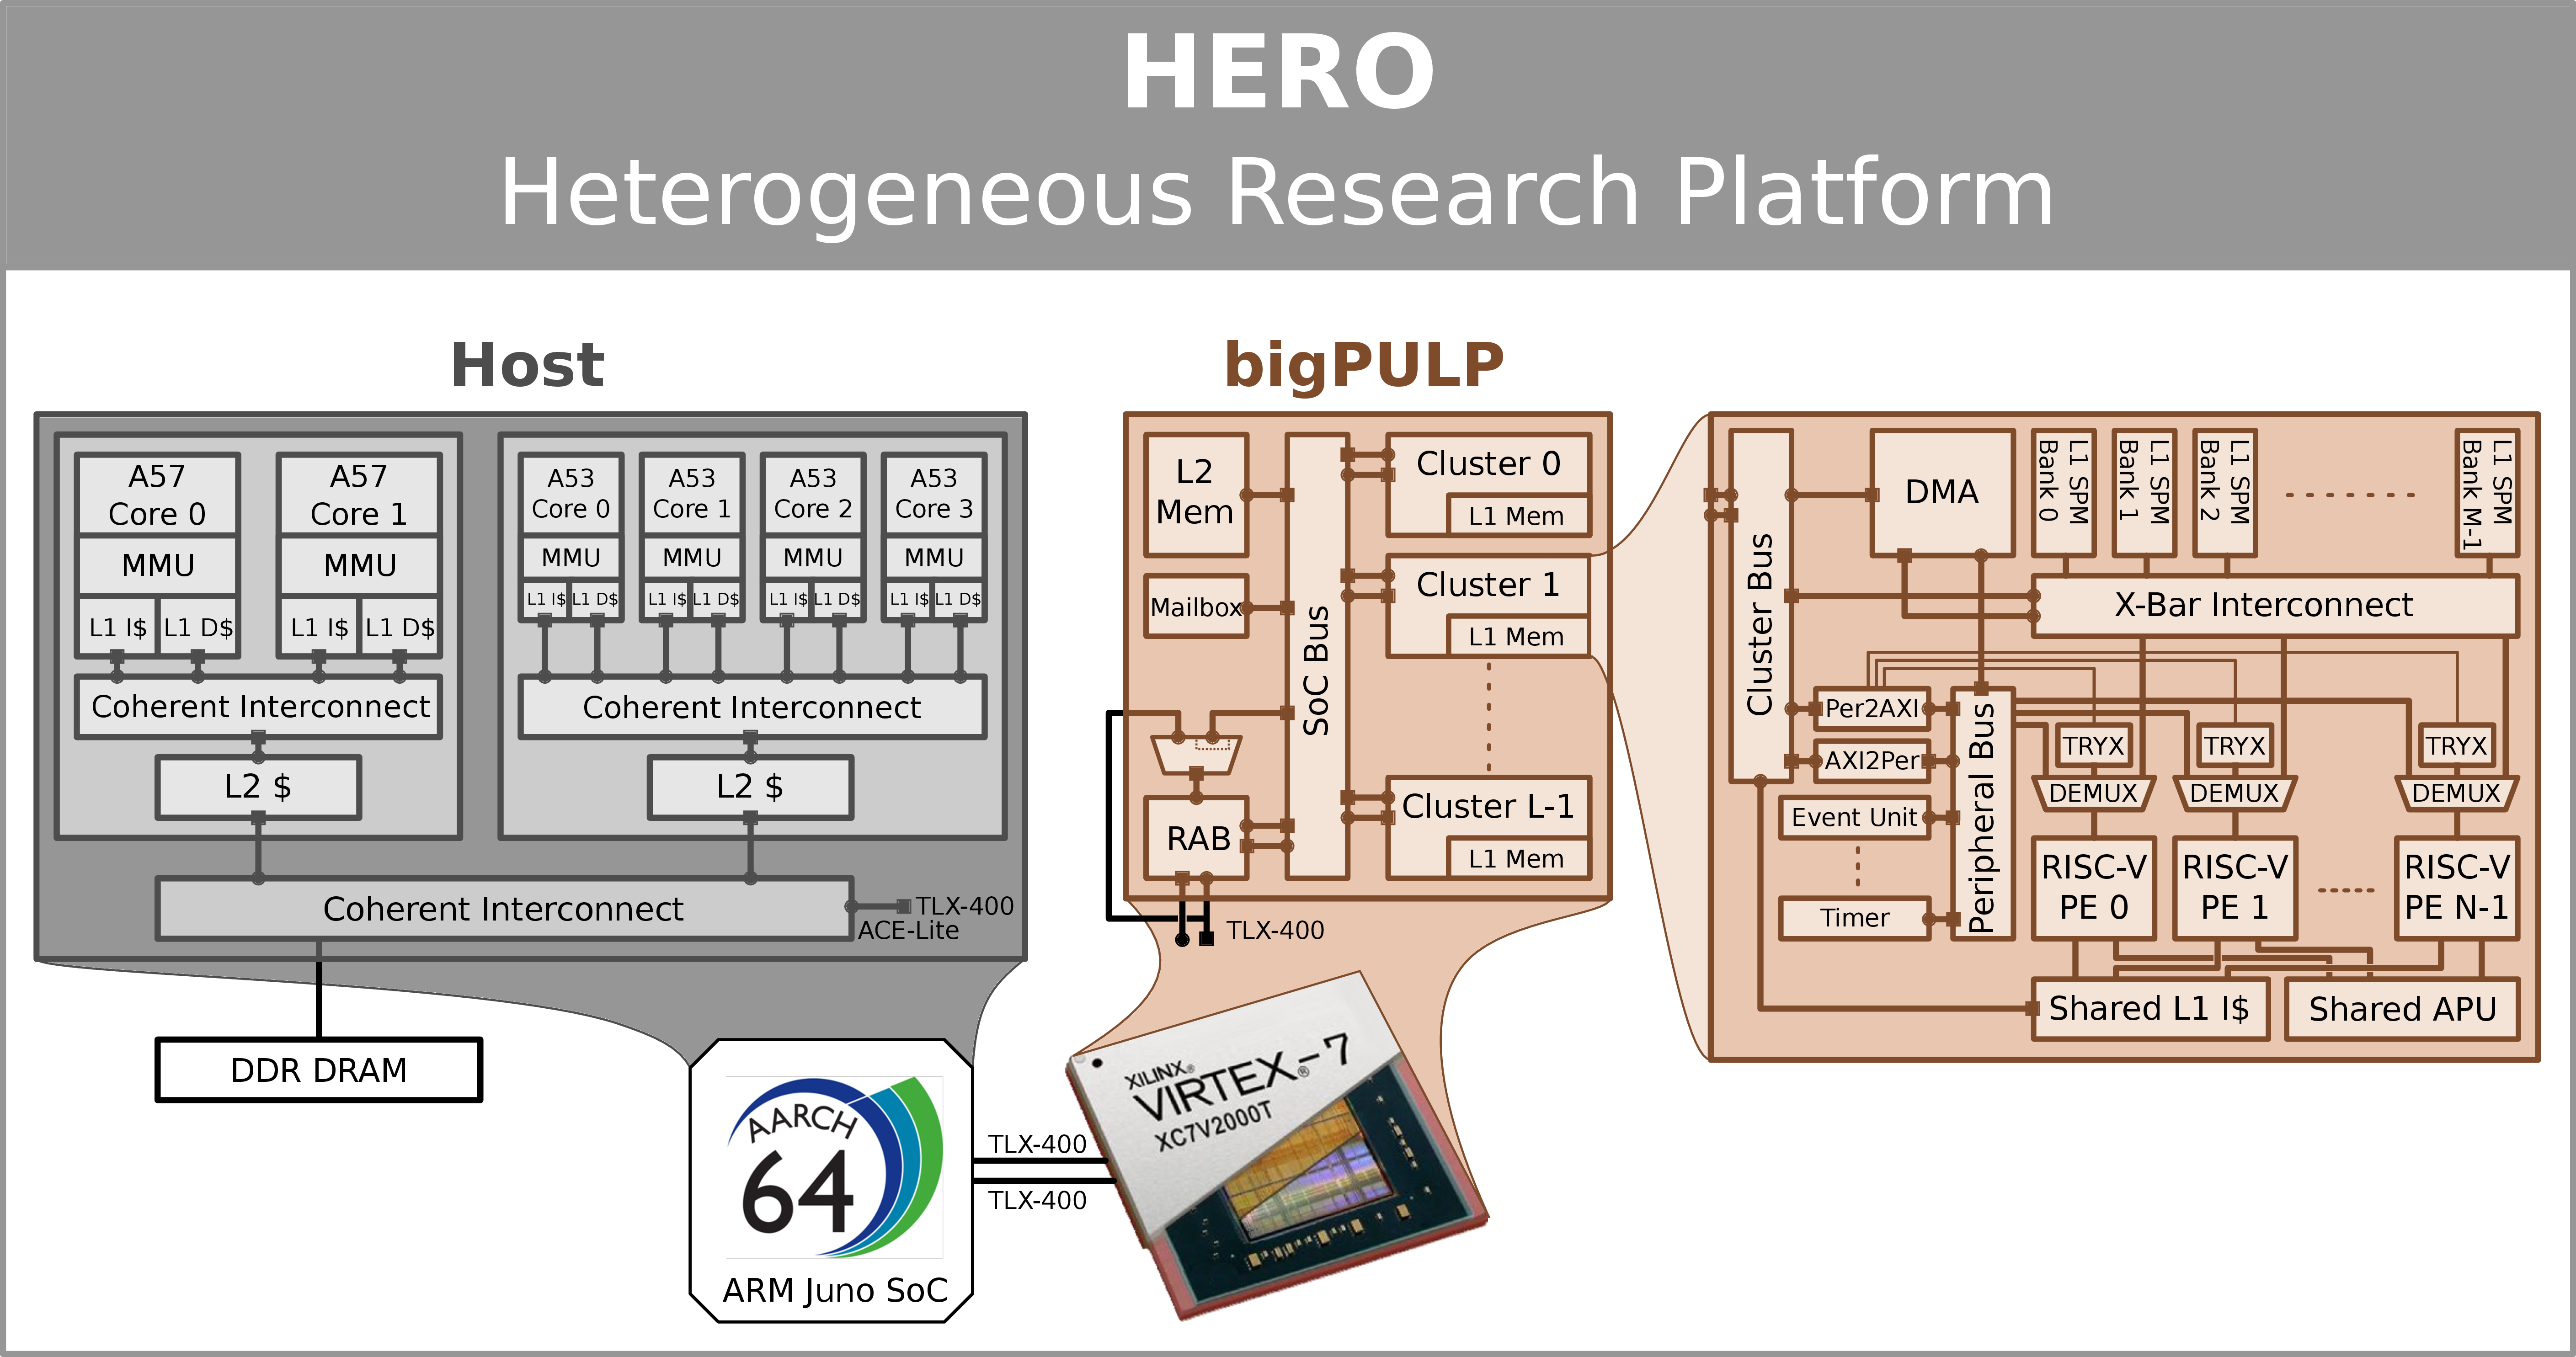 HERO
Heterogeneous Research Platform
Host
A57
Core 0
MMU
L1 I$
L1 D$
A57
Core 1
MMU
L1 I$
L1 D$
Coherent Interconnect
L2 $
A53
Core 0
MMU
L1 I$
L1 D$
A53
Core 1
MMU
L1 I$
L1 D$
A53
Core 2
MMU
L1 I$
L1 D$
A53
Core 3
MMU
L1 I$
L1 D$
Coherent Interconnect
L2 $
Coherent Interconnect
TLX-400
ACE-Lite
DDR DRAM
AARCH
64
ARM Juno SoC
TLX-400
TLX-400
bigPULP
L2
Mem
Mailbox
RAB
SoC Bus
Cluster 0
L1 Mem
Cluster 1
L1 Mem
Cluster L-1
L1 Mem
TLX-400
XILINX®
VIRTEX®-7
XC7V2000T
Cluster Bus
DMA
L1 SPM
Bank 0
L1 SPM
Bank 1
L1 SPM
Bank 2
L1 SPM
Bank M-1
X-Bar Interconnect
Per2AXI
AXI2Per
Event Unit
Timer
Peripheral Bus
TRYX
TRYX
TRYX
DEMUX
DEMUX
DEMUX
RISC-V
PE 0
RISC-V
PE 1
RISC-V
PE N-1
Shared L1 I$
Shared APU